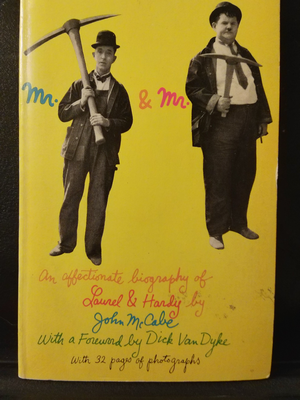 Mr. & Mr.
An affectionate biography of
Laurel & Hardy by
John McCabe
With a Foreword by Dick Van Dyke
With 32 pages of photographs